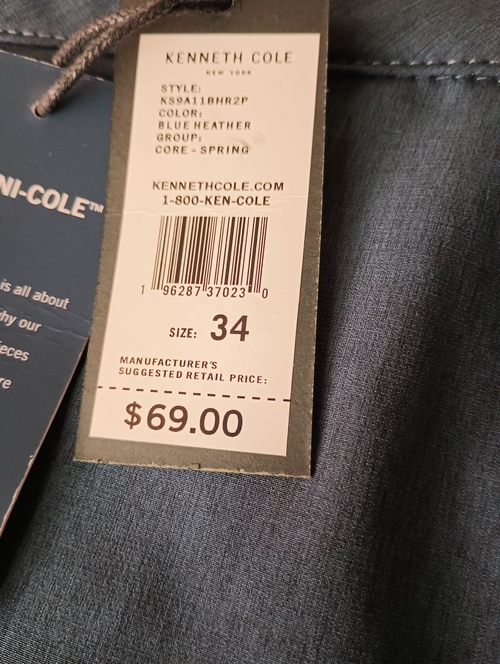 KENNETH COLE
NEW YORK
STYLE:
KS9A11BHR2P
COLOR:
BLUE HEATHER
GROUP:
CORE - SPRING
KENNETHCOLE.COM
1-800-KEN-COLE
1 96287 37023 0
SIZE: 34
MANUFACTURER'S
SUGGESTED RETAIL PRICE:
$69.00
NI-COLE™
is all about
why our
ieces
re